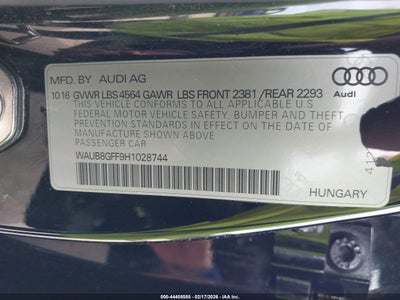 MFD. BY AUDI AG
10 16 GVWR LBS 4564 GAWR LBS FRONT 2381 /REAR 2293
THIS VEHICLE CONFORMS TO ALL APPLICABLE U.S.
FEDERAL MOTOR VEHICLE SAFETY, BUMPER AND THEFT
PREVENTION STANDARDS IN EFFECT ON THE DATE OF
MANUFACTURE SHOWN ABOVE.
PASSENGER CAR
WAUB8GFF9H1028744
Audi
HUNGARY
000-44408585 - 02/17/2026 - IAA Inc.